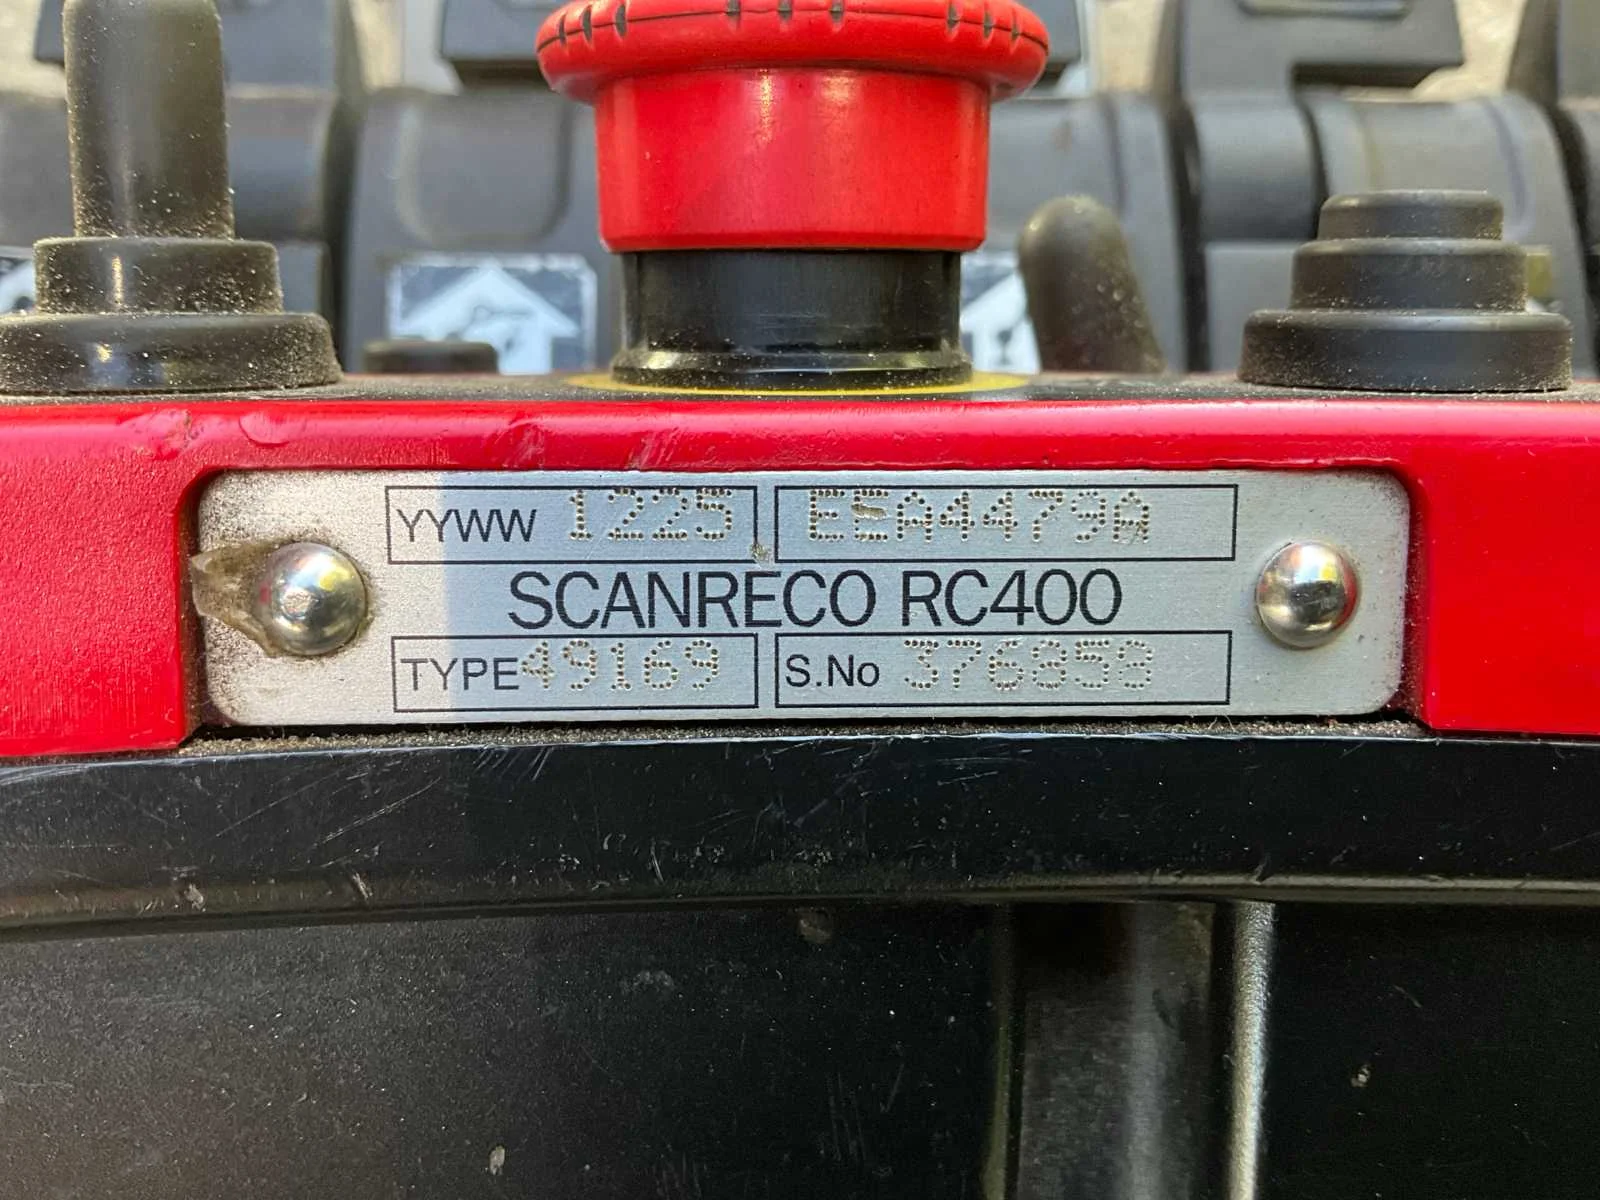 YYWW 1225 EEA4479A
SCANRECO RC400
TYPE 49169 S.No 376858